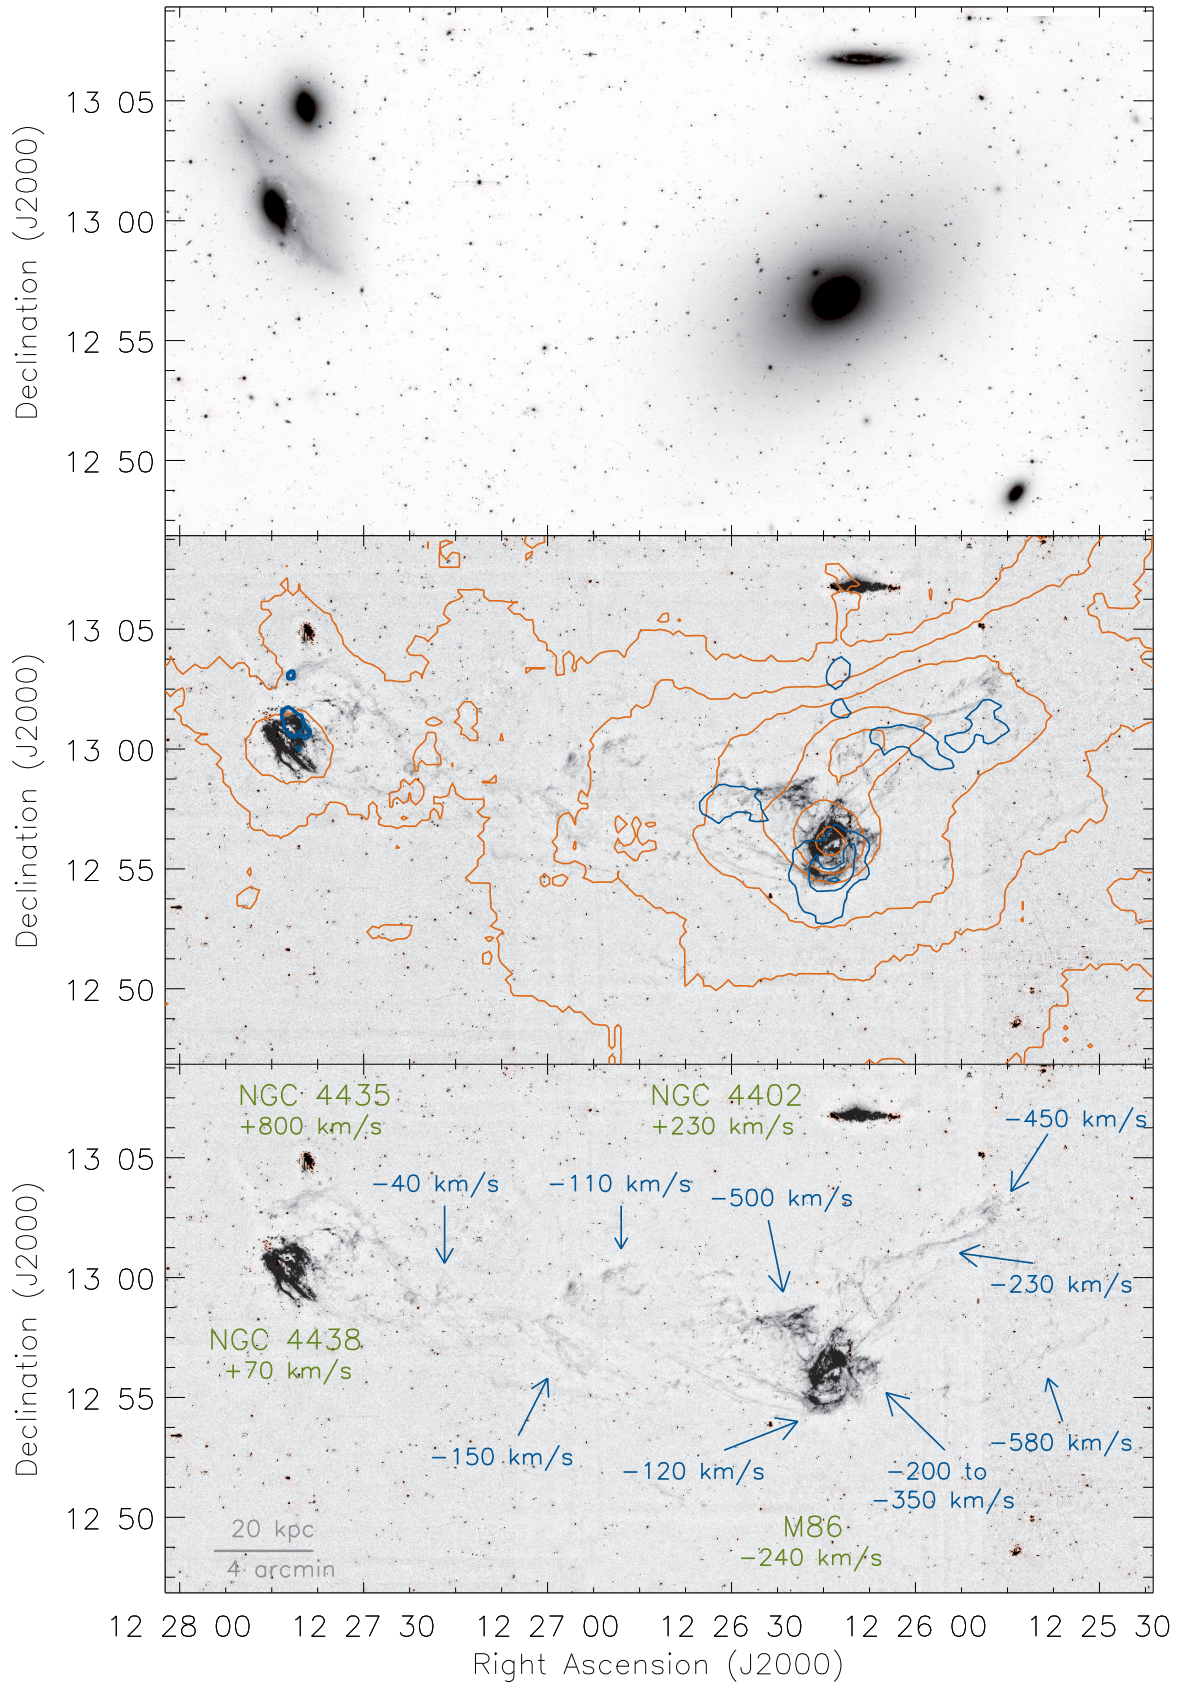 13 05
13 00
12 55
12 50
Declination (J2000)
13 05
13 00
12 55
12 50
Declination (J2000)
NGC 4435
+800 km/s
NGC 4402
+230 km/s
−450 km/s
13 05
−40 km/s
−110 km/s
−500 km/s
13 00
−230 km/s
NGC 4438
+70 km/s
12 55
−150 km/s
−120 km/s
−200 to
−350 km/s
−580 km/s
12 50
20 kpc
4 arcmin
M86
−240 km/s
Declination (J2000)
12 28 00
12 27 30
12 27 00
12 26 30
12 26 00
12 25 30
Right Ascension (J2000)